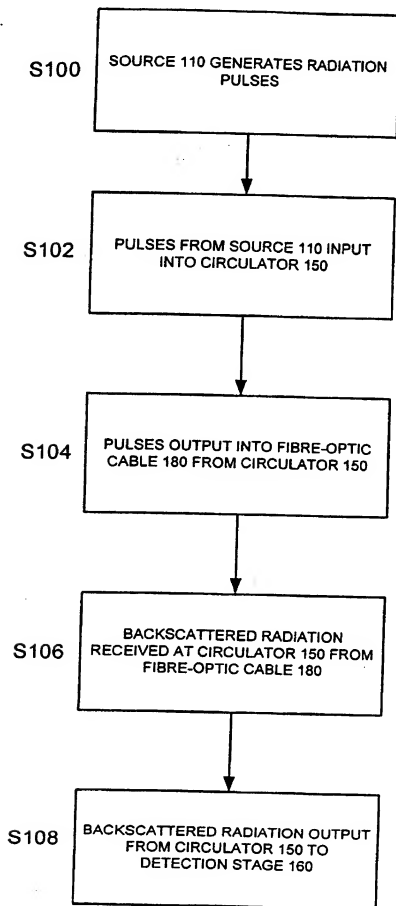 S100
SOURCE 110 GENERATES RADIATION
PULSES
S102
PULSES FROM SOURCE 110 INPUT
INTO CIRCULATOR 150
S104
PULSES OUTPUT INTO FIBRE-OPTIC
CABLE 180 FROM CIRCULATOR 150
S106
BACKSCATTERED RADIATION
RECEIVED AT CIRCULATOR 150 FROM
FIBRE-OPTIC CABLE 180
S108
BACKSCATTERED RADIATION OUTPUT
FROM CIRCULATOR 150 TO
DETECTION STAGE 160